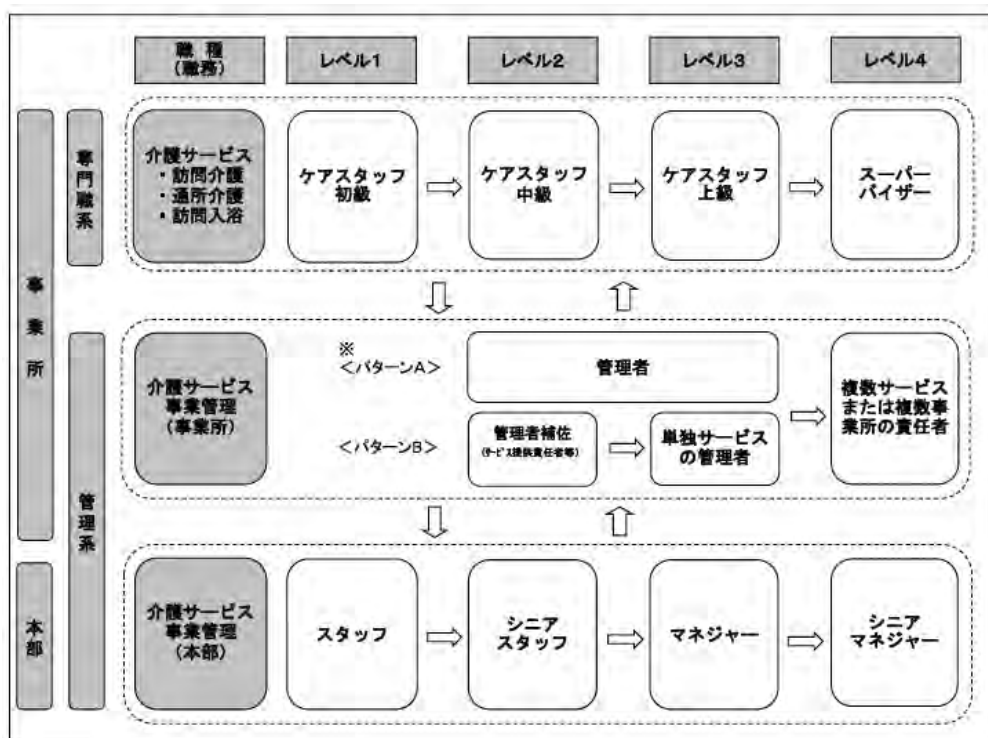 職種
(職務)
レベル1
レベル2
レベル3
レベル4
事業所
専門職系
介護サービス
・訪問介護
・通所介護
・訪問入浴
ケアスタッフ
初級
ケアスタッフ
中級
ケアスタッフ
上級
スーパー
バイザー
管理系
介護サービス
事業管理
(事業所)
※
<パターンA>
管理者
<パターンB>
管理者補佐
(サービス提供責任者等)
単独サービス
の管理者
複数サービス
または複数事
業所の責任者
本部
介護サービス
事業管理
(本部)
スタッフ
シニア
スタッフ
マネジャー
シニア
マネジャー